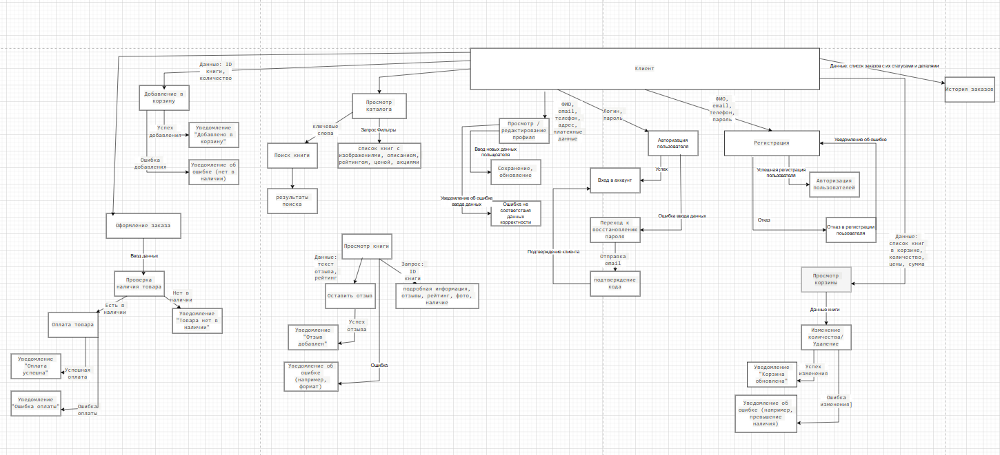 Клиент
Данные: список заказов с их статусами и деталями
История заказов
Данные: ID
книги,
количество
Добавление в
корзину
Успех
добавления
Уведомление
"Добавлено в
корзину"
Ошибка
добавления
Уведомление об
ошибке (нет в
наличии)
Просмотр
каталога
ключевые
слова
Запрос Фильтры
Поиск книги
список книг с
изображениями, описанием,
рейтингом, ценой, акциями
результаты
поиска
ФИО,
email,
телефон,
адрес,
платежные
данные
Просмотр /
редактирование
профиля
Ввод новых данных
пользователя
Сохранение,
обновление
Уведомление об ошибке
ввода данных
Ошибка не
соответствия
данных
корректности
Логин,
пароль
Авторизация
пользователя
Успех
Вход в аккаунт
Ошибка ввода данных
Переход к
восстановлению
пароля
Подтверждение клиента
Отправка
email
подтверждение
кода
ФИО,
email,
телефон,
пароль
Регистрация
Уведомление об ошибке
Успешная регистрация
пользователя
Авторизация
пользователей
Отказ
Отказ в регистрации
Данные:
список книг
в корзине,
количество,
цены, сумма
Просмотр
корзины
Данные книги
Изменение
количества/
Удаление
Успех
изменения
Уведомление
"Корзина
обновлена"
Ошибка
изменения]
Уведомление об
ошибке (например,
превышение
наличия)
Оформление заказа
Ввод данных
Проверка
наличия товара
Есть в
наличии
Нет в
наличии
Оплата товара
Уведомление
"Товара нет в
наличии"
Уведомление
"Оплата
успешна"
Успешная
оплата
Уведомление
"Ошибка оплаты"
Ошибка
оплаты
Просмотр книги
Данные:
текст
отзыва,
рейтинг
Запрос:
ID
книги
Оставить отзыв
подробная информация,
отзывы, рейтинг, фото,
наличие
Успех
отзыва
Уведомление
"Отзыв
добавлен"
Ошибка
Уведомление об
ошибке
(например,
формат)